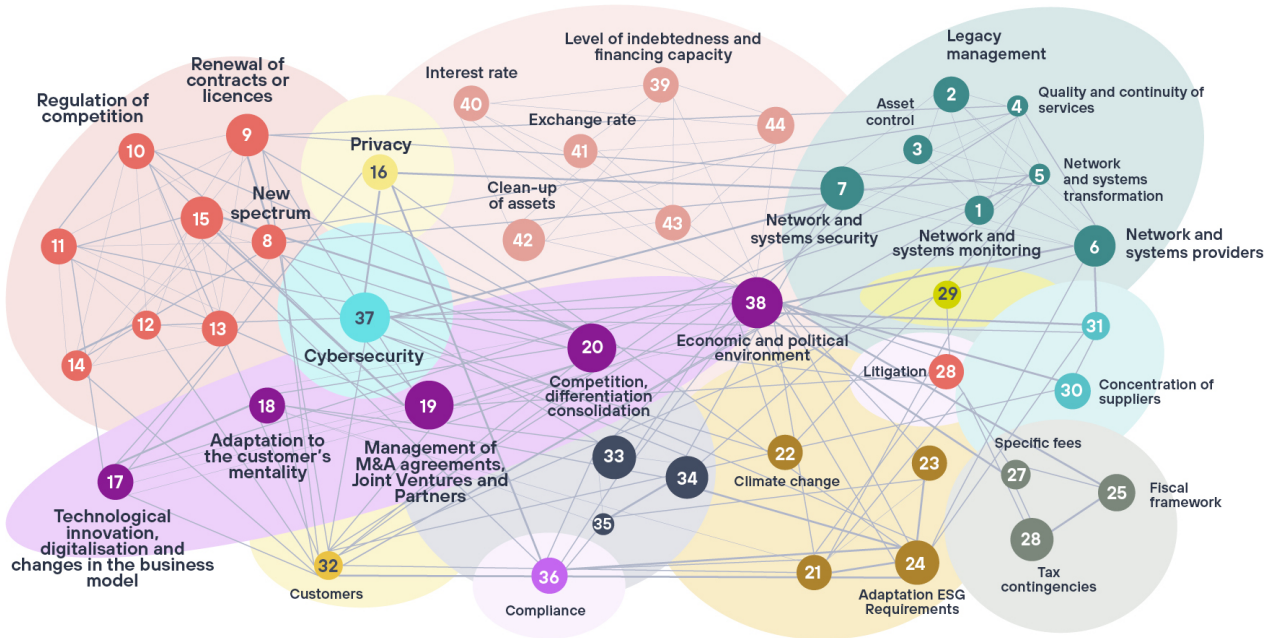 Level of indebtedness and
financing capacity
39
Interest rate
40
Exchange rate
41
44
Clean-up
of assets
42
43
Renewal of
contracts or
licences
9
Regulation of
competition
10
New
spectrum
8
15
11
12
13
14
Privacy
16
37
Cybersecurity
Legacy
management
2
4
Quality and continuity of
services
Asset
control
3
5
Network
and systems
transformation
7
Network and
systems security
1
Network and
systems monitoring
6
Network and
systems providers
29
31
30
Concentration of
suppliers
Litigation
28
38
Economic and political
environment
20
Competition,
differentiation
consolidation
19
Management of
M&A agreements,
Joint Ventures and
Partners
18
Adaptation to
the customer's
mentality
17
Technological
innovation,
digitalisation and
changes in the business
model
32
Customers
33
34
35
36
Compliance
22
Climate change
23
21
24
Adaptation ESG
Requirements
Specific fees
27
25
Fiscal
framework
28
Tax
contingencies